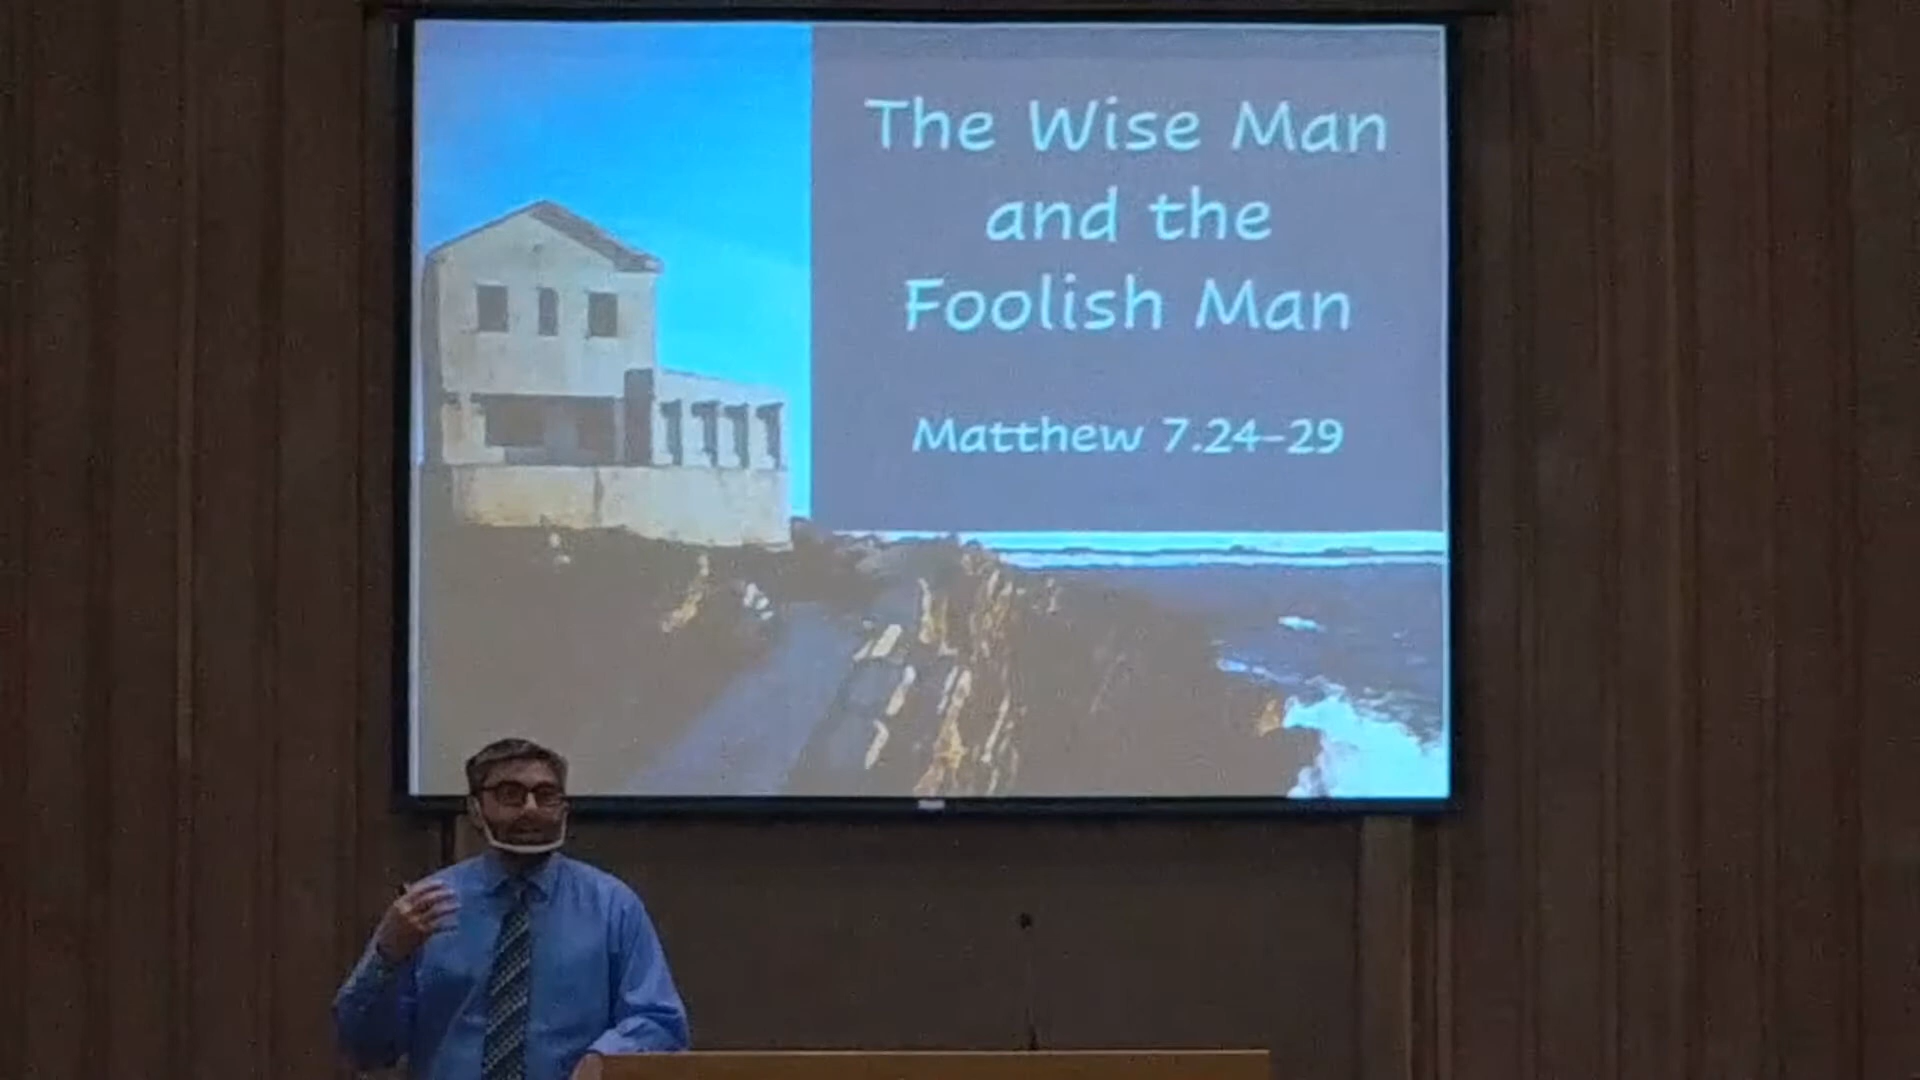 The Wise Man
and the
Foolish Man
Matthew 7.24–29